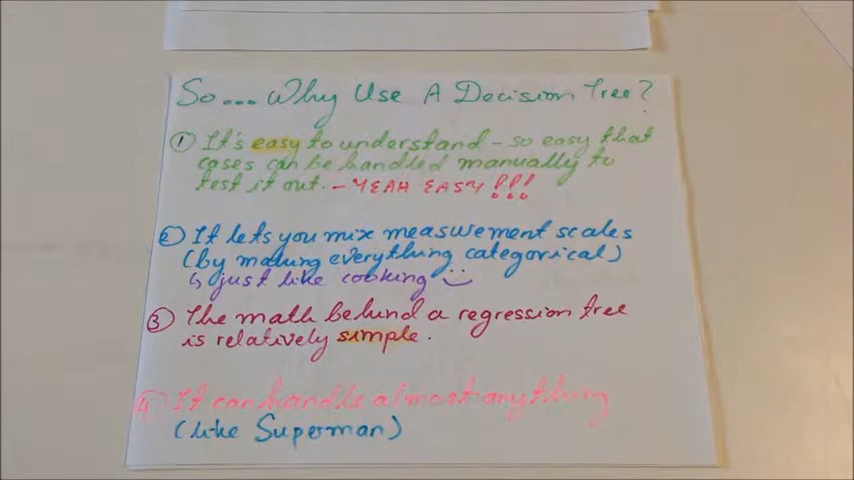 So... Why Use A Decision Tree?
① It's easy to understand - so easy that
cases can be handled manually to
test it out. - YEAH EASY !!!
② It lets you mix measurement scales
(by making everything categorical)
↳ just like cooking
③ The math behind a regression tree
is relatively simple.
④ It can handle almost anything
(like Superman)